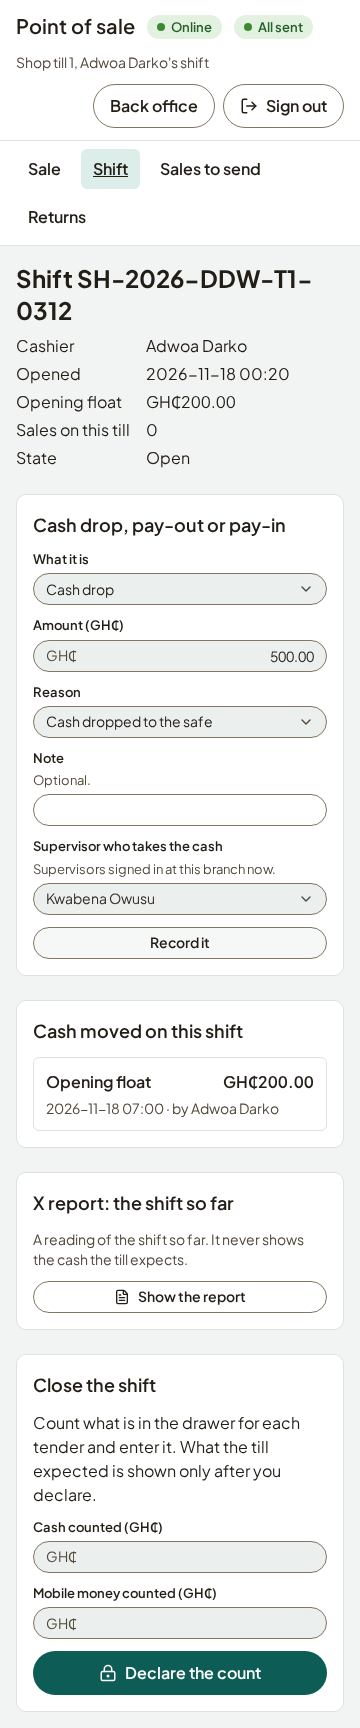 Point of sale
Online
All sent
Shop till 1, Adwoa Darko's shift
Back office
Sign out
Sale
Shift
Sales to send
Returns
Shift SH-2026-DDW-T1-
0312
Cashier Adwoa Darko
Opened 2026-11-18 00:20
Opening float GH₵200.00
Sales on this till 0
State Open
Cash drop, pay-out or pay-in
What it is
Cash drop
Amount (GH₵)
GH₵ 500.00
Reason
Cash dropped to the safe
Note
Optional.
Supervisor who takes the cash
Supervisors signed in at this branch now.
Kwabena Owusu
Record it
Cash moved on this shift
Opening float GH₵200.00
2026-11-18 07:00 · by Adwoa Darko
X report: the shift so far
A reading of the shift so far. It never shows
the cash the till expects.
Show the report
Close the shift
Count what is in the drawer for each
tender and enter it. What the till
expected is shown only after you
declare.
Cash counted (GH₵)
GH₵
Mobile money counted (GH₵)
GH₵
Declare the count